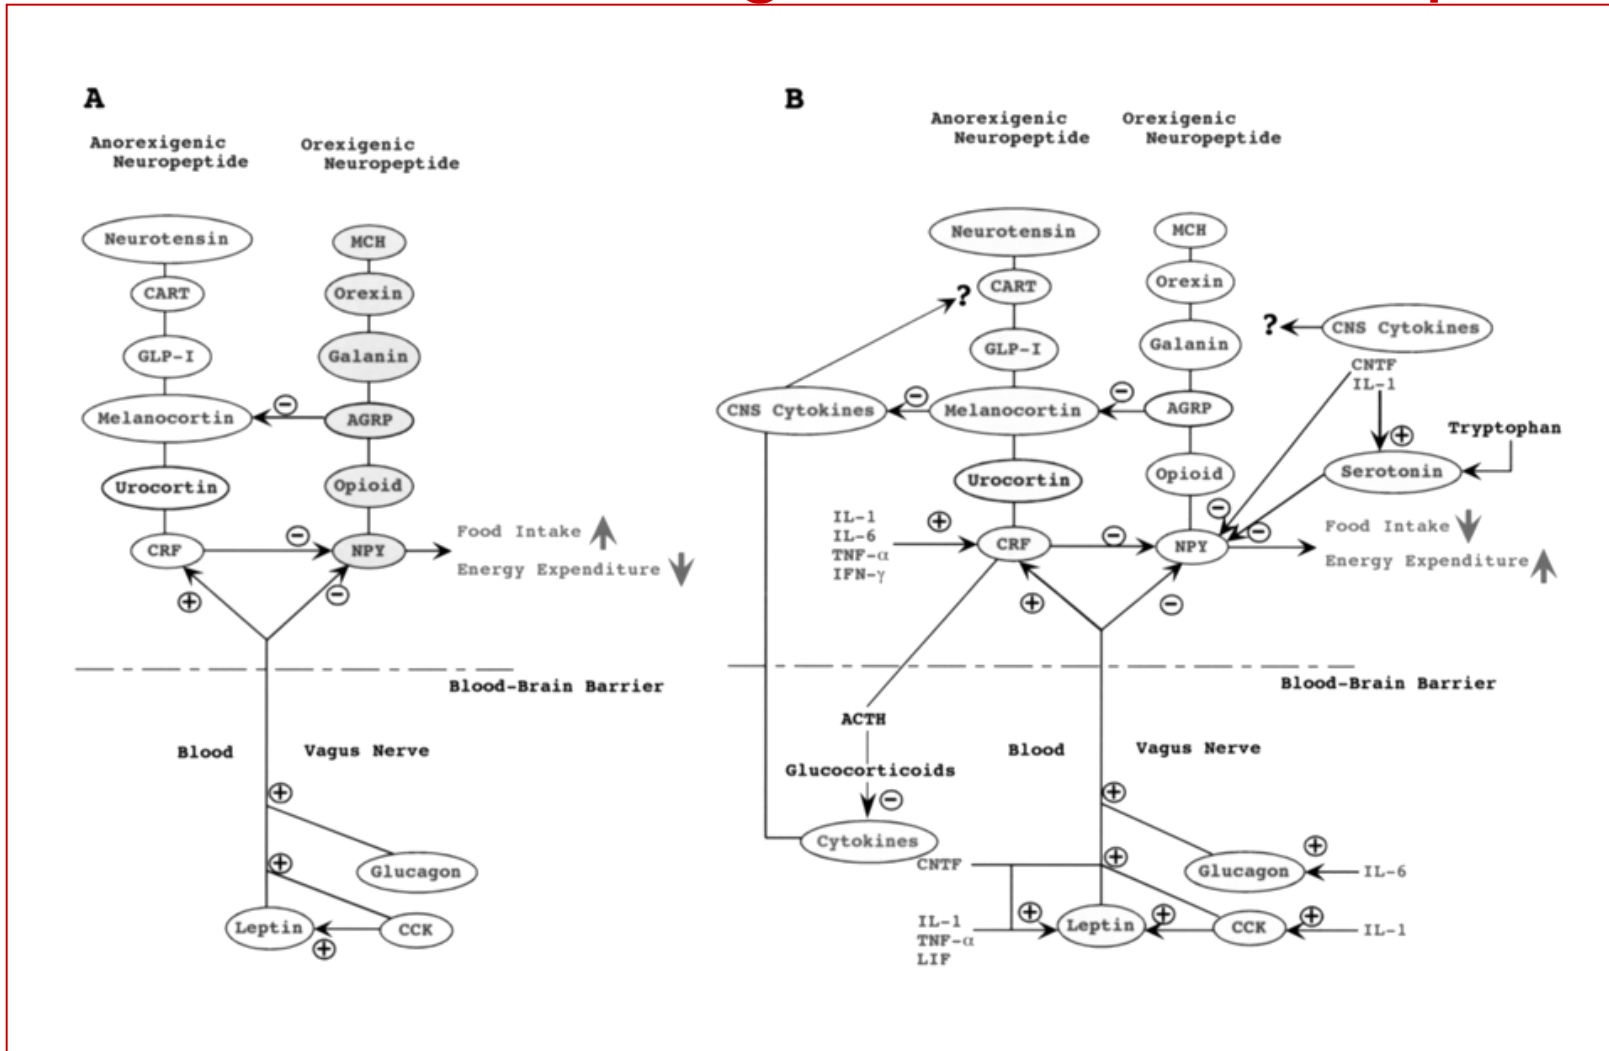 A
Anorexigenic
Neuropeptide
Orexigenic
Neuropeptide
Neurotensin
CART
GLP-I
Melanocortin
Urocortin
CRF
MCH
Orexin
Galanin
AGRP
Opioid
NPY
⊖
⊖
⊕
⊖
Food Intake
Energy Expenditure
Blood-Brain Barrier
Blood
Vagus Nerve
⊕
Glucagon
⊕
Leptin
CCK
⊕
B
Anorexigenic
Neuropeptide
Orexigenic
Neuropeptide
Neurotensin
CART
GLP-I
Melanocortin
Urocortin
CRF
MCH
Orexin
Galanin
AGRP
Opioid
NPY
?
CNS Cytokines
⊖
⊖
? CNS Cytokines
CNTF
IL-1
⊕
Tryptophan
Serotonin
⊖
⊖
IL-1
IL-6
TNF-α
IFN-γ
⊕
⊖
⊕
⊖
Food Intake
Energy Expenditure
Blood-Brain Barrier
ACTH
Glucocorticoids
⊖
Cytokines
Blood
Vagus Nerve
⊕
Glucagon
⊕
IL-6
CNTF
⊕
IL-1
TNF-α
LIF
⊕
Leptin
⊕
CCK
⊕
IL-1